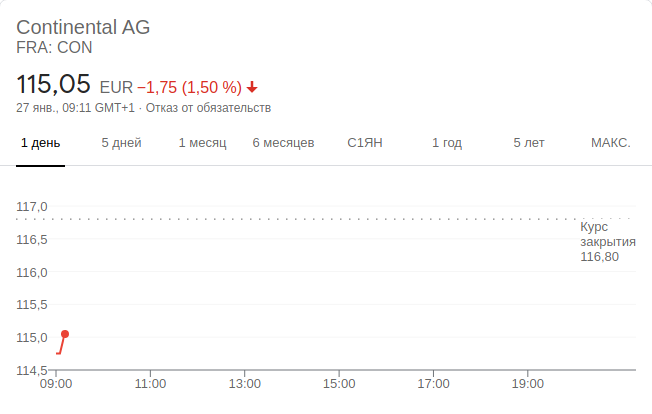 Continental AG
FRA: CON
115,05 EUR −1,75 (1,50 %)
27 янв., 09:11 GMT+1 · Отказ от обязательств
1 день 5 дней 1 месяц 6 месяцев С1ЯН 1 год 5 лет МАКС.
117,0
Курс
закрытия
116,80
116,5
116,0
115,5
115,0
114,5
09:00 11:00 13:00 15:00 17:00 19:00